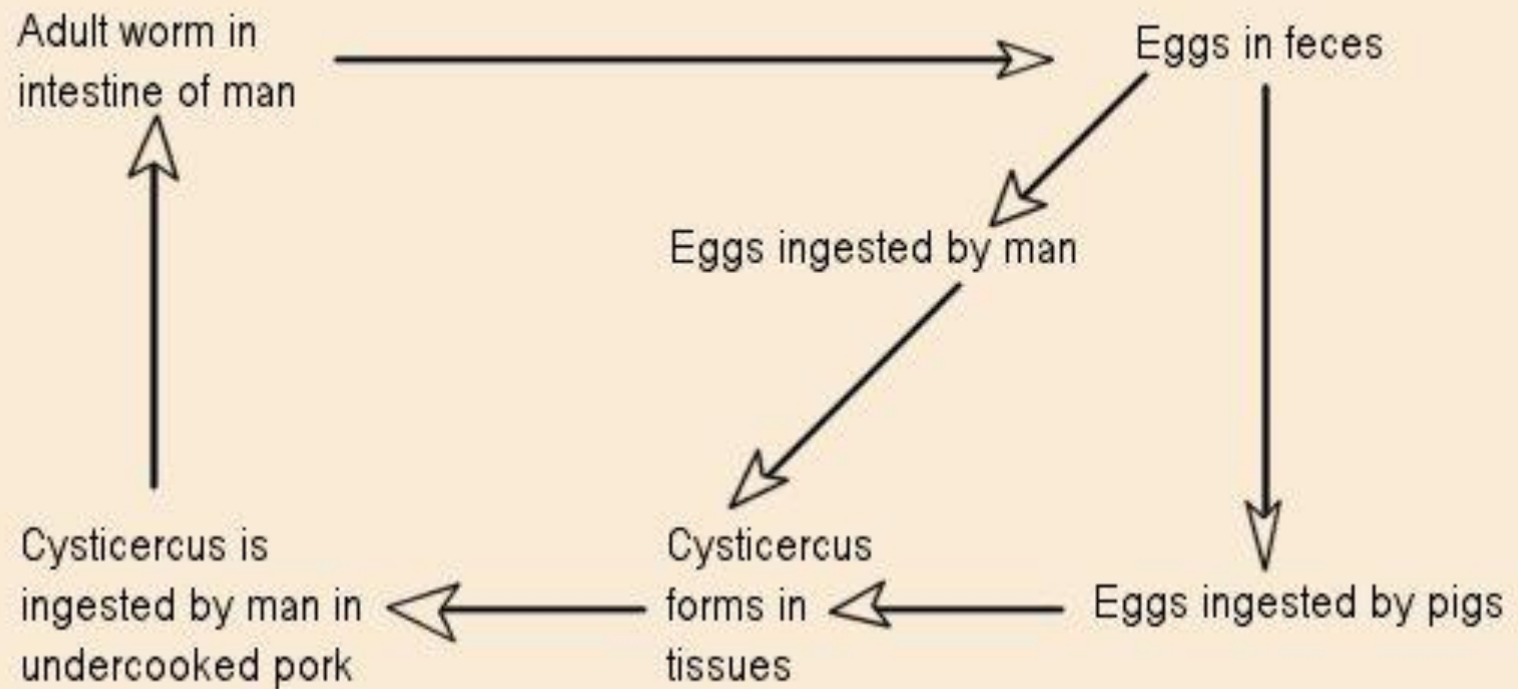 Adult worm in
intestine of man
Eggs in feces
Eggs ingested by man
Cysticercus is
ingested by man in
undercooked pork
Cysticercus
forms in
tissues
Eggs ingested by pigs